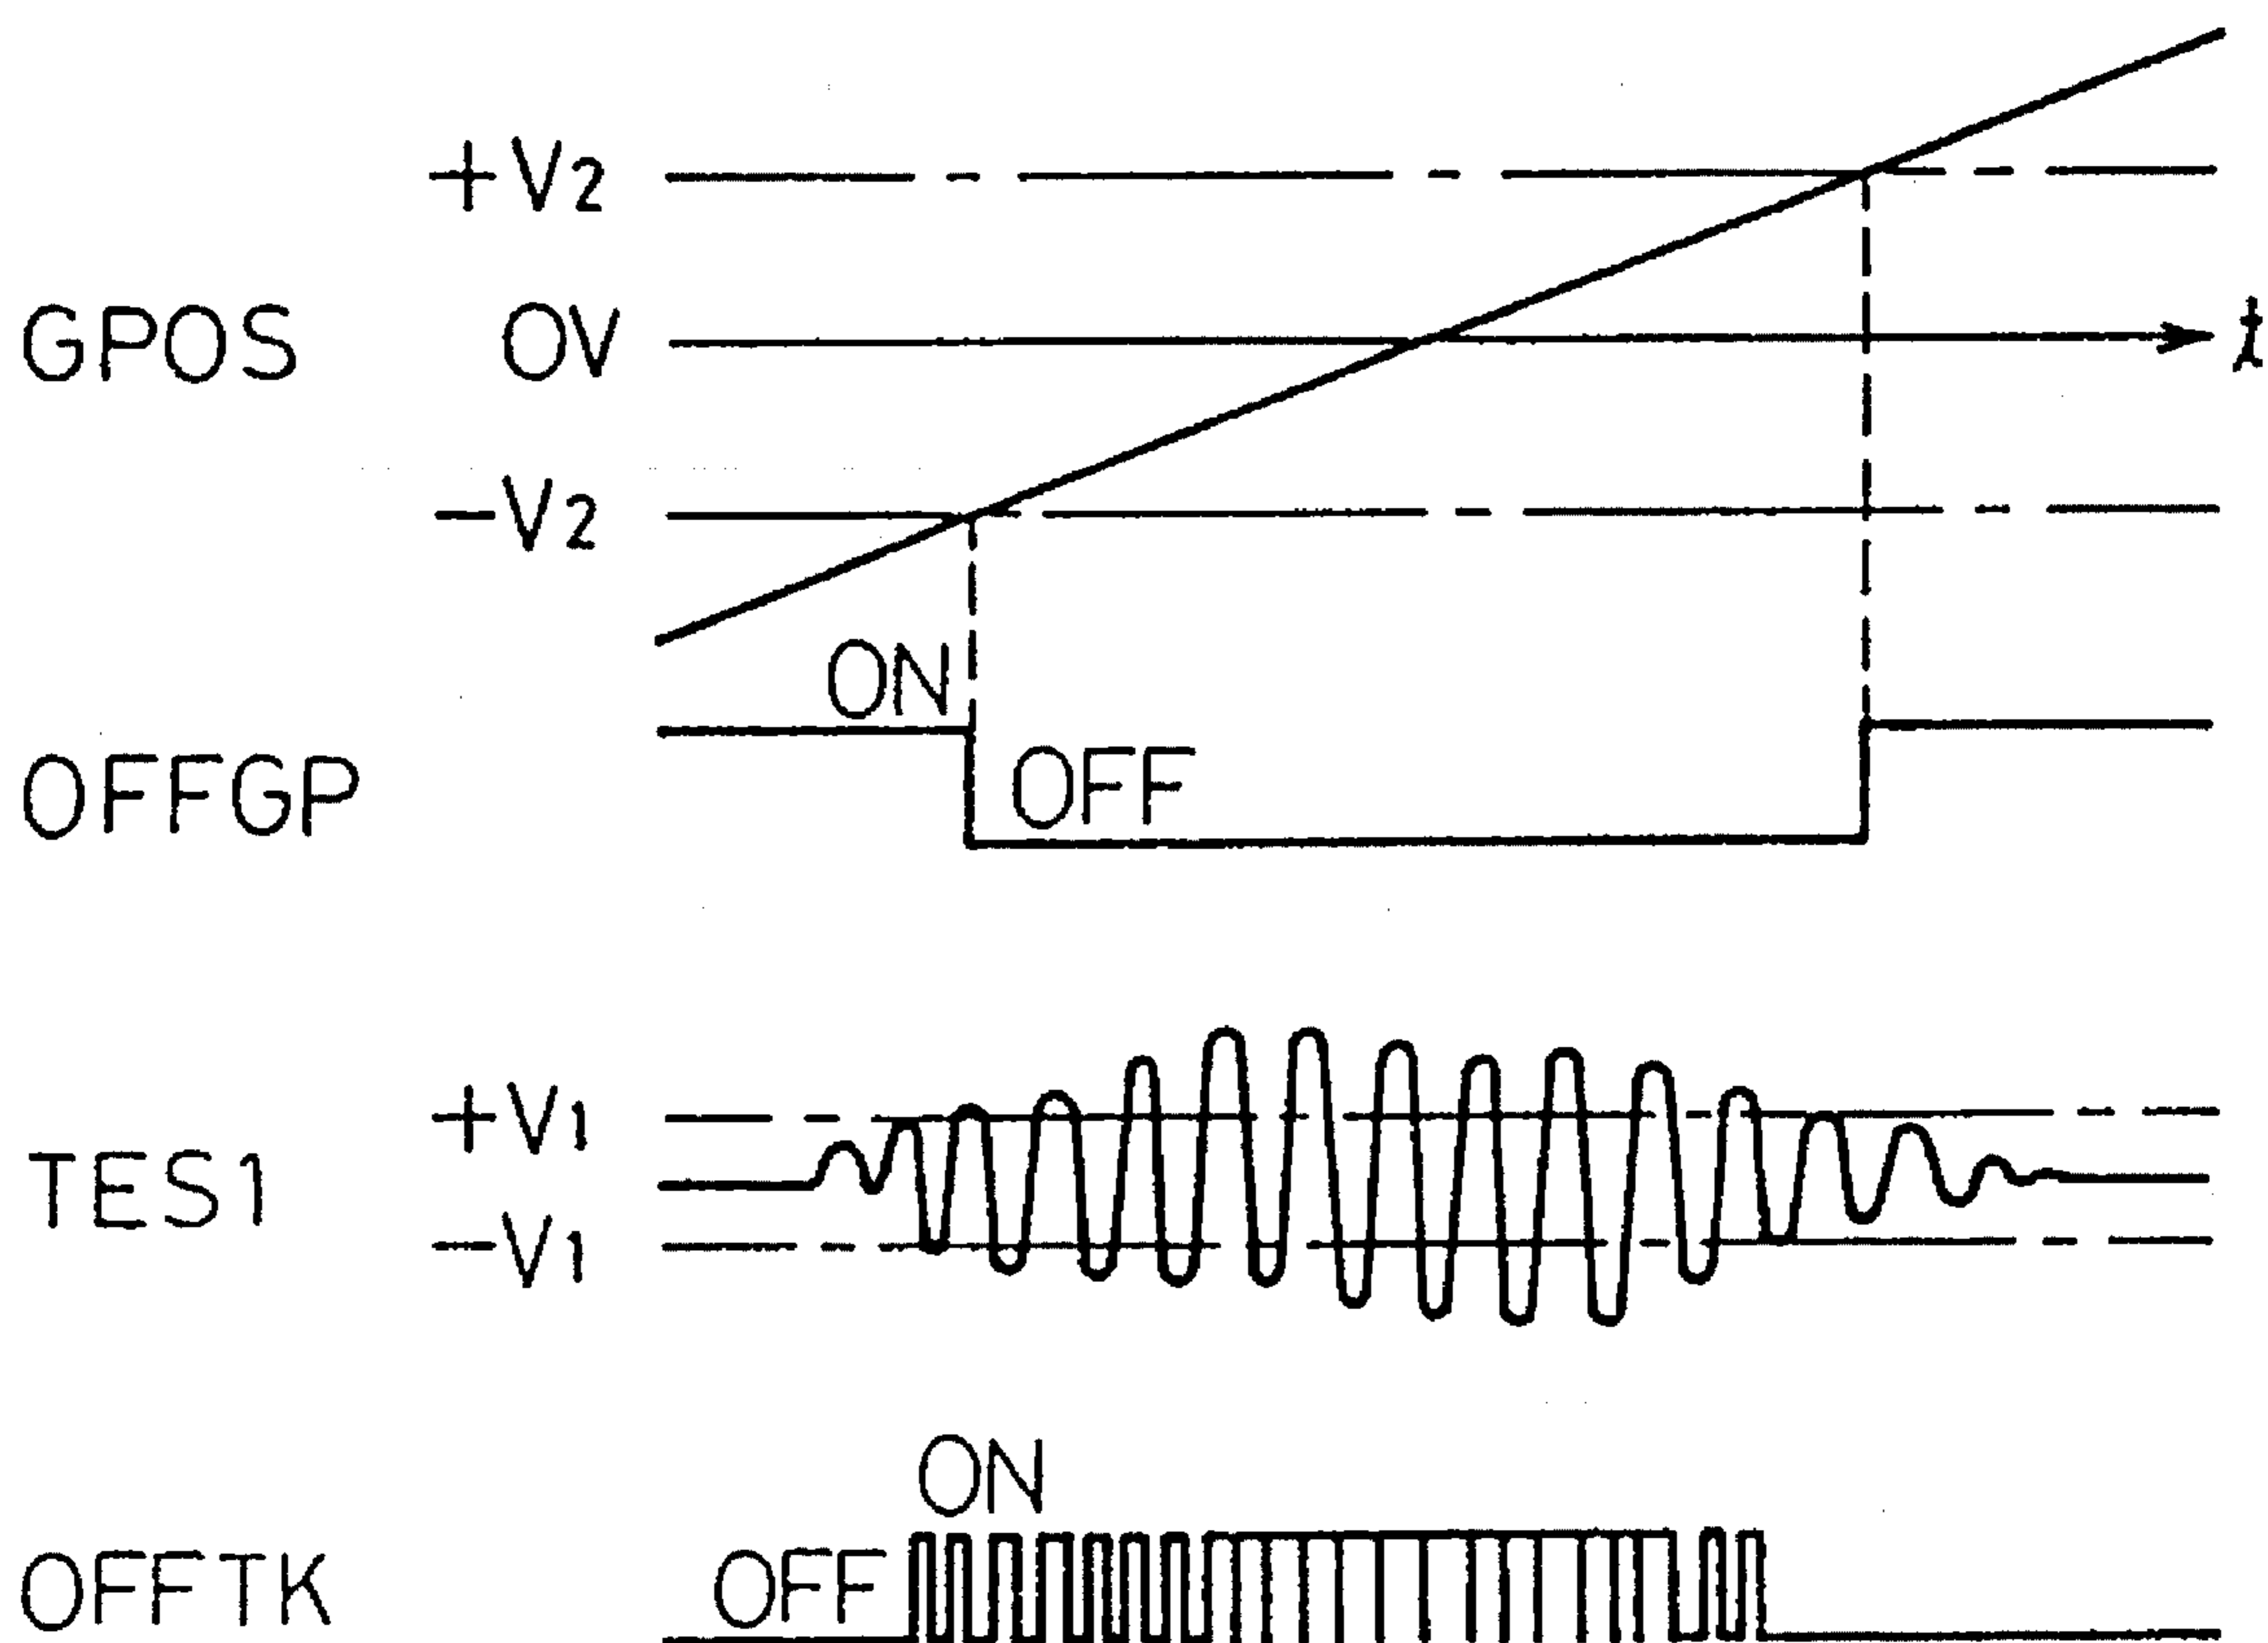 +V2
GPOS 0V t
-V2
ON
OFFGP OFF
+V1
TES1
-V1
ON
OFFTK OFF